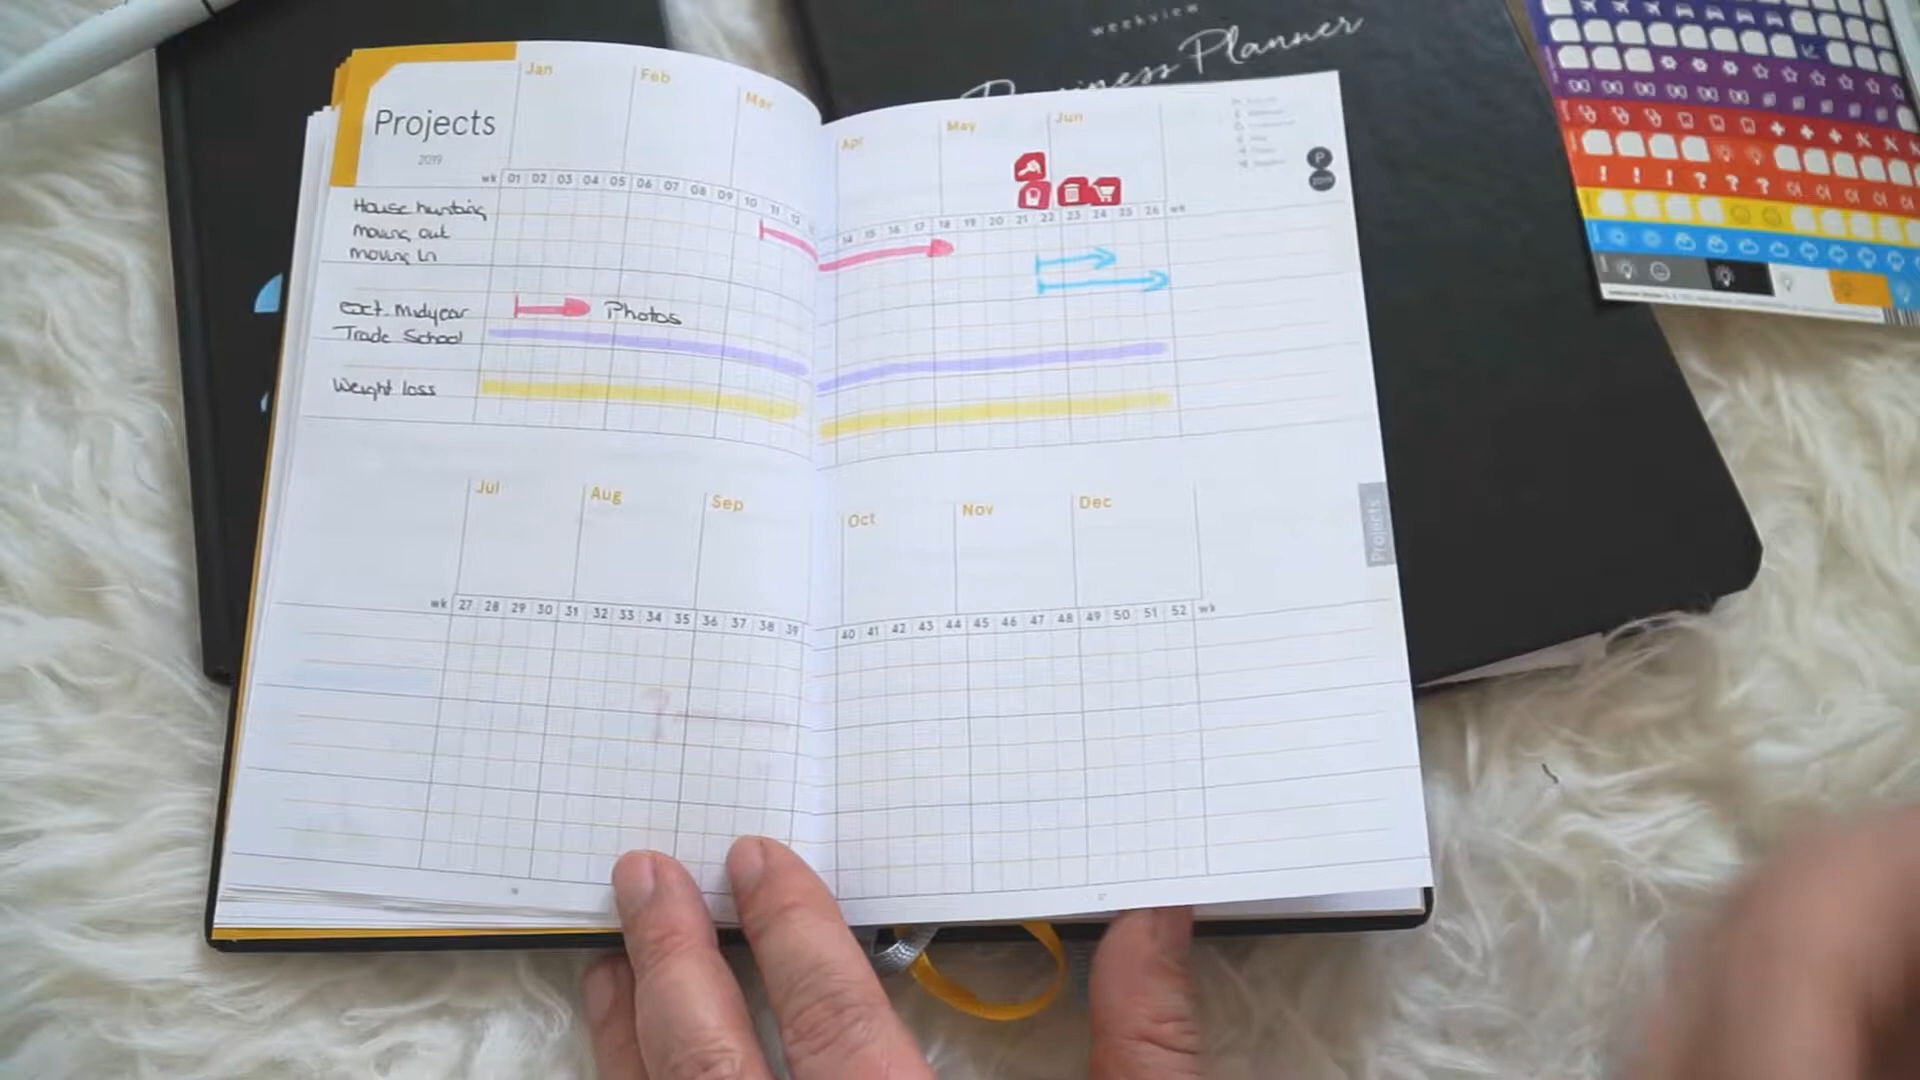 weekview
Business Planner
Projects
2019
Jan Feb Mar Apr May Jun
wk 01 02 03 04 05 06 07 08 09 10 11 12
14 15 16 17 18 19 20 21 22 23 24 25 26 wk
House hunting
Moving out
Moving in
Midyear
Photos
Trade School
Weight loss
P
2019
Jul Aug Sep Oct Nov Dec
wk 27 28 29 30 31 32 33 34 35 36 37 38 39
40 41 42 43 44 45 46 47 48 49 50 51 52 wk
Projects